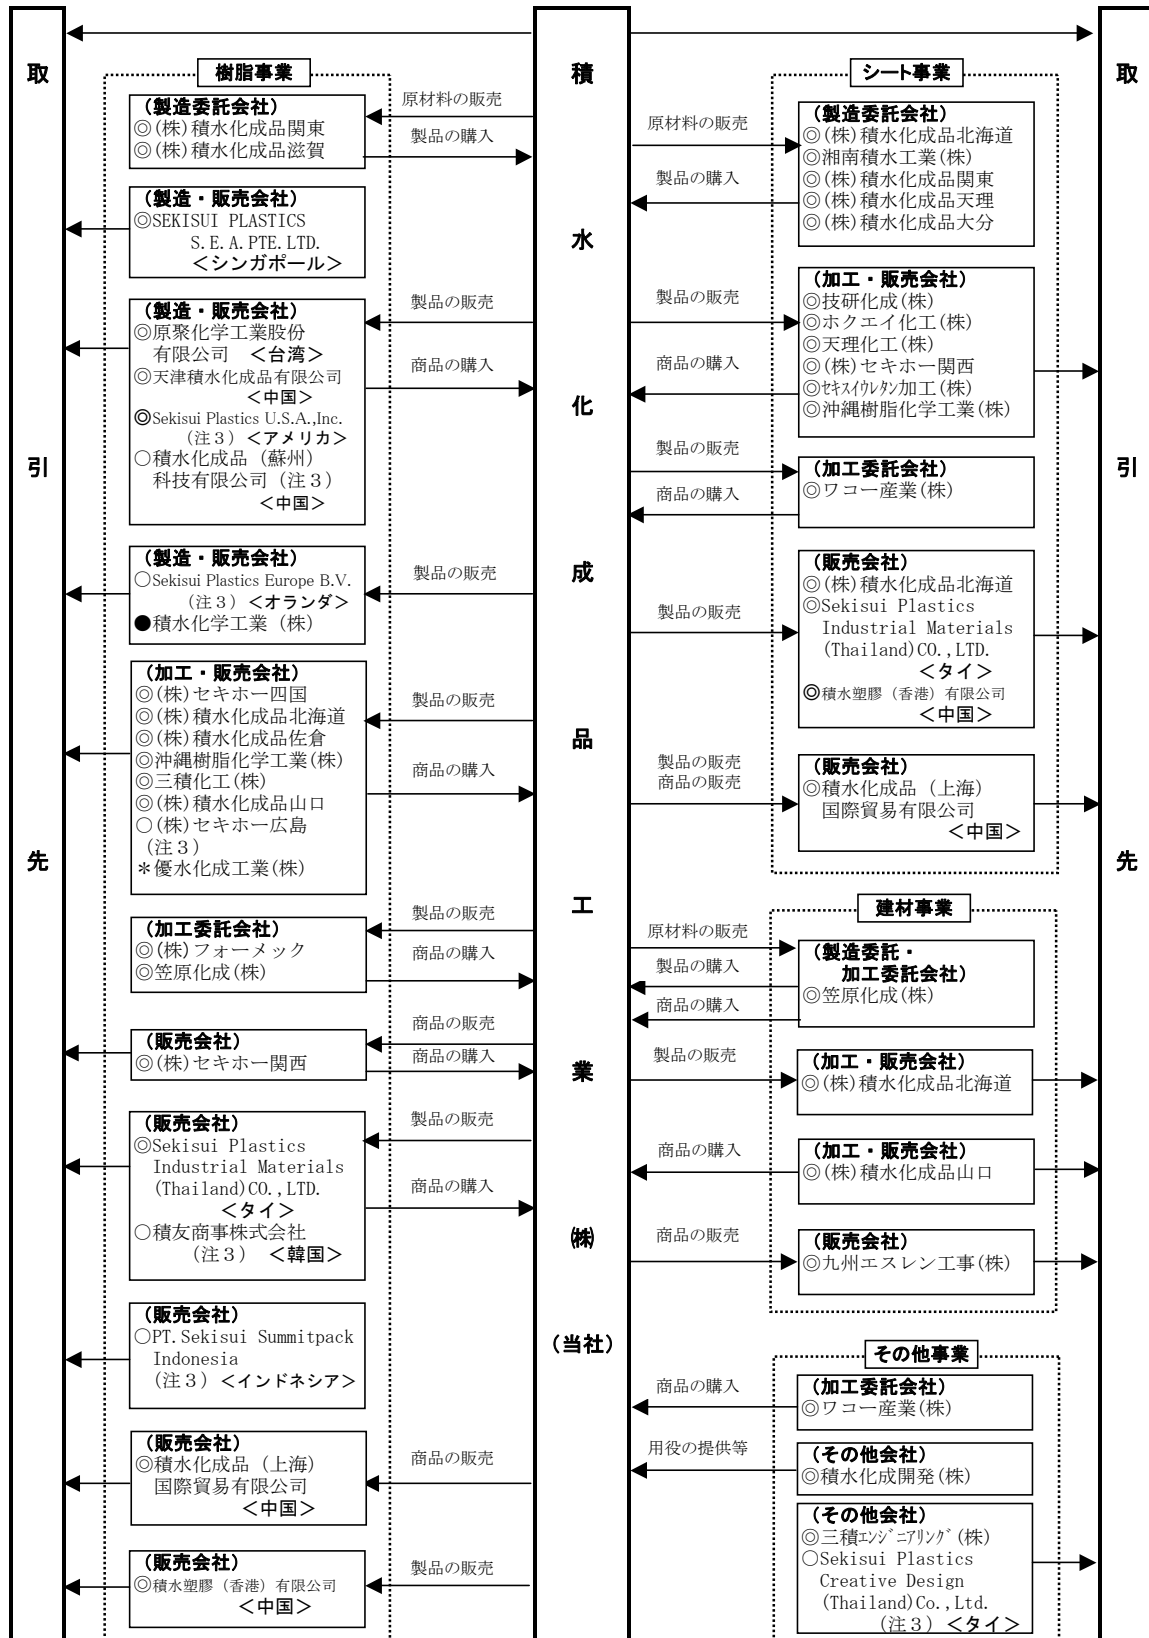 取
引
先
樹脂事業
(製造委託会社)
◎(株)積水化成品関東
◎(株)積水化成品滋賀
原材料の販売
製品の購入
(製造・販売会社)
◎SEKISUI PLASTICS
S.E.A.PTE.LTD.
<シンガポール>
(製造・販売会社)
◎原聚化学工業股份
有限公司 <台湾>
◎天津積水化成品有限公司
<中国>
◎Sekisui Plastics U.S.A.,Inc.
(注3) <アメリカ>
○積水化成品(蘇州)
科技有限公司(注3)
<中国>
製品の販売
商品の購入
(製造・販売会社)
○Sekisui Plastics Europe B.V.
(注3) <オランダ>
●積水化学工業(株)
製品の販売
(加工・販売会社)
◎(株)セキホー四国
◎(株)積水化成品北海道
◎(株)積水化成品佐倉
◎沖縄樹脂化学工業(株)
◎三積化工(株)
◎(株)積水化成品山口
○(株)セキホー広島
(注3)
*優水化成工業(株)
製品の販売
商品の購入
(加工委託会社)
◎(株)フォーメック
◎笠原化成(株)
製品の販売
商品の購入
(販売会社)
◎(株)セキホー関西
商品の販売
商品の購入
(販売会社)
◎Sekisui Plastics
Industrial Materials
(Thailand)CO.,LTD.
<タイ>
○積友商事株式会社
(注3) <韓国>
製品の販売
商品の購入
(販売会社)
○PT.Sekisui Summitpack
Indonesia
(注3) <インドネシア>
(販売会社)
◎積水化成品(上海)
国際貿易有限公司
<中国>
商品の販売
(販売会社)
◎積水塑膠(香港)有限公司
<中国>
製品の販売
積
水
化
成
品
工
業
(株)
(当社)
シート事業
原材料の販売
製品の購入
(製造委託会社)
◎(株)積水化成品北海道
◎湘南積水工業(株)
◎(株)積水化成品関東
◎(株)積水化成品天理
◎(株)積水化成品大分
製品の販売
商品の購入
(加工・販売会社)
◎技研化成(株)
◎ホクエイ化工(株)
◎天理化工(株)
◎(株)セキホー関西
◎セキスイウレタン加工(株)
◎沖縄樹脂化学工業(株)
製品の販売
商品の購入
(加工委託会社)
◎ワコー産業(株)
製品の販売
(販売会社)
◎(株)積水化成品北海道
◎Sekisui Plastics
Industrial Materials
(Thailand)CO.,LTD.
<タイ>
◎積水塑膠(香港)有限公司
<中国>
製品の販売
商品の販売
(販売会社)
◎積水化成品(上海)
国際貿易有限公司
<中国>
建材事業
原材料の販売
製品の購入
商品の購入
(製造委託・
加工委託会社)
◎笠原化成(株)
製品の販売
(加工・販売会社)
◎(株)積水化成品北海道
商品の購入
(加工・販売会社)
◎(株)積水化成品山口
商品の販売
(販売会社)
◎九州エスレン工事(株)
その他事業
商品の購入
(加工委託会社)
◎ワコー産業(株)
用役の提供等
(その他会社)
◎積水化成開発(株)
(その他会社)
◎三積エンジニアリング(株)
○Sekisui Plastics
Creative Design
(Thailand)Co.,Ltd.
(注3) <タイ>
取
引
先